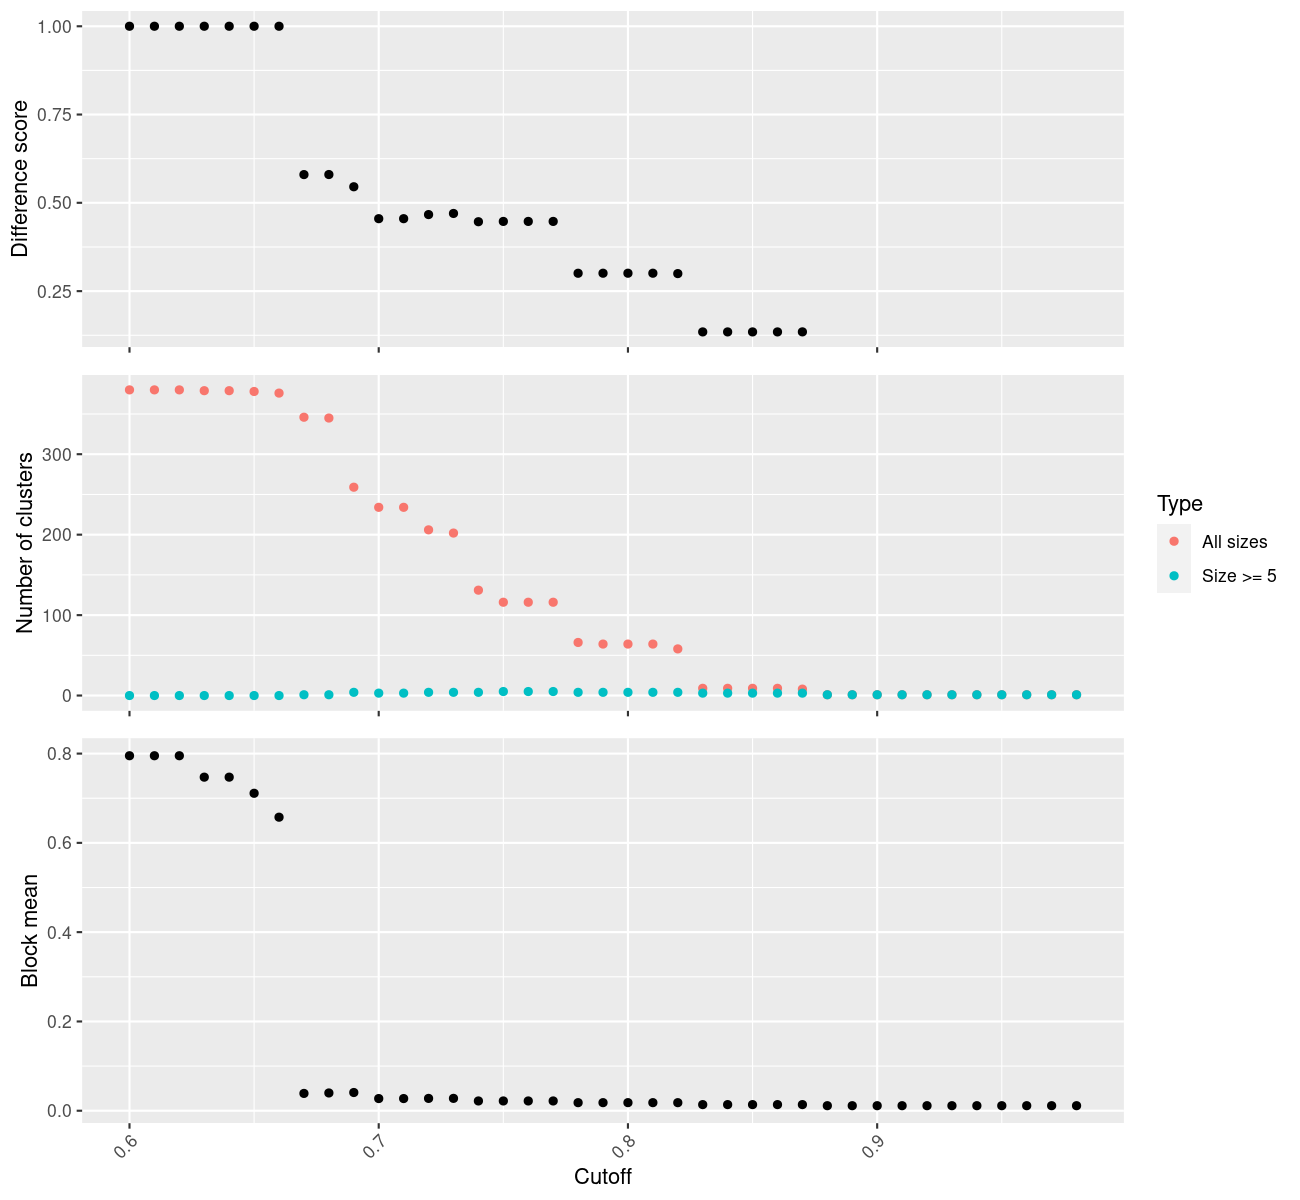 1.00
0.75
0.50
0.25
Difference score
300
200
100
0
Number of clusters
Type
All sizes
Size >= 5
0.8
0.6
0.4
0.2
0.0
Block mean
0.6 0.7 0.8 0.9
Cutoff